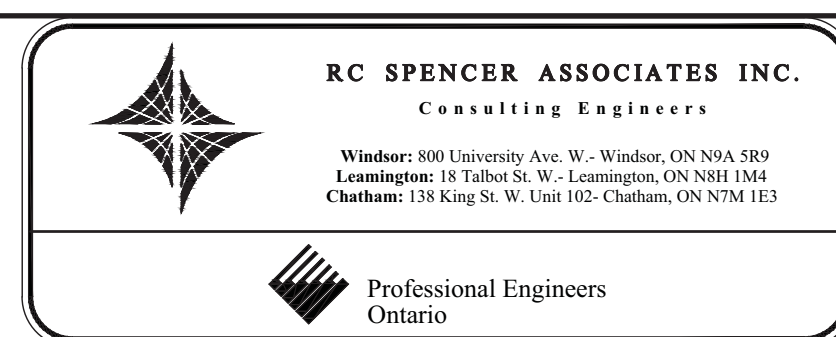 RC SPENCER ASSOCIATES INC.
Consulting Engineers
Windsor: 800 University Ave. W.- Windsor, ON N9A 5R9
Leamington: 18 Talbot St. W.- Leamington, ON N8H 1M4
Chatham: 138 King St. W. Unit 102- Chatham, ON N7M 1E3
Professional Engineers
Ontario